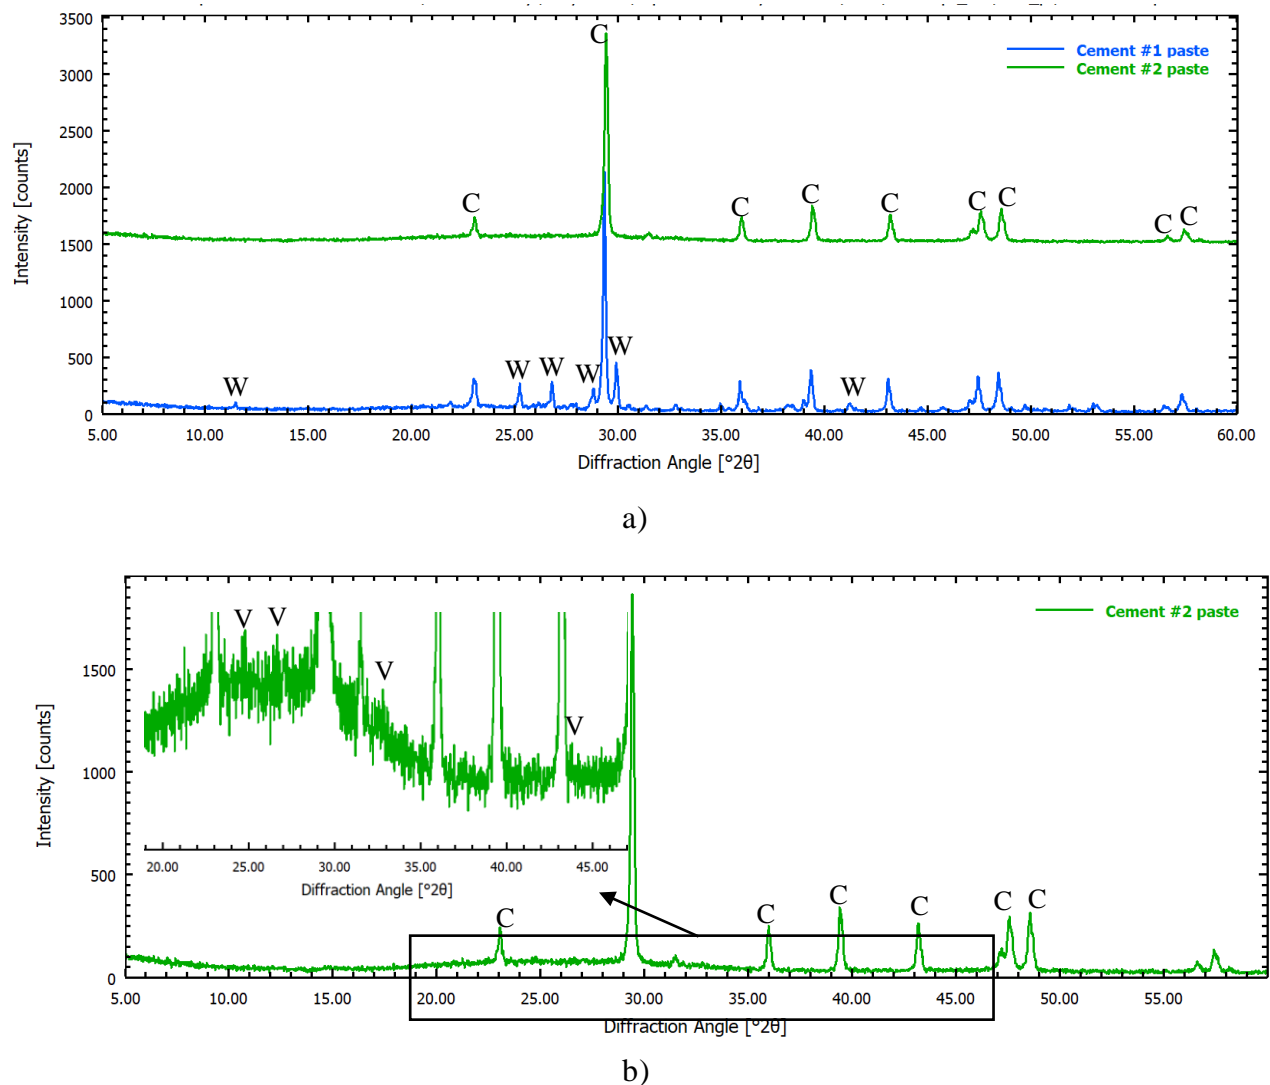 C
Cement #1 paste
Cement #2 paste
3500
3000
2500
2000
1500
1000
500
0
Intensity [counts]
C C C C C C C C
W W W W W W
5.00 10.00 15.00 20.00 25.00 30.00 35.00 40.00 45.00 50.00 55.00 60.00
Diffraction Angle [°2θ]
a)
Cement #2 paste
1500
1000
500
0
Intensity [counts]
V V V V
20.00 25.00 30.00 35.00 40.00 45.00
Diffraction Angle [°2θ]
C C C C C C
5.00 10.00 15.00 20.00 25.00 30.00 35.00 40.00 45.00 50.00 55.00
Diffraction Angle [°2θ]
b)